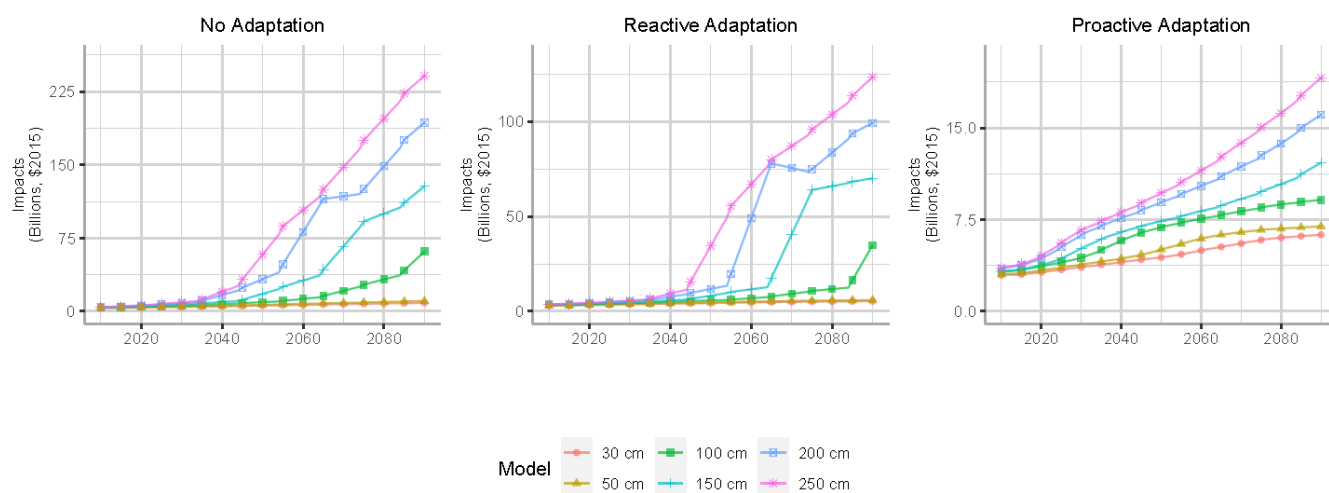 No Adaptation
Reactive Adaptation
Proactive Adaptation
Impacts
(Billions, $2015)
225
150
75
0
2020 2040 2060 2080
Impacts
(Billions, $2015)
100
50
0
2020 2040 2060 2080
Impacts
(Billions, $2015)
15.0
7.5
0.0
2020 2040 2060 2080
Model
30 cm 100 cm 200 cm
50 cm 150 cm 250 cm